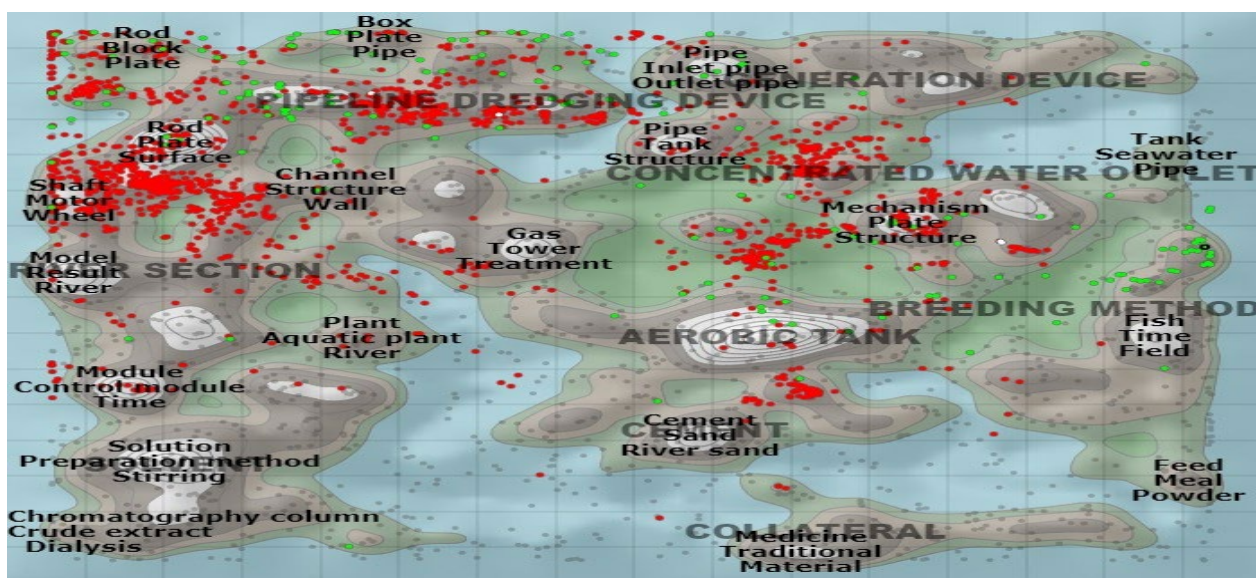 Rod
Block
Plate
Box
Plate
Pipe
Pipe
Inlet pipe
Outlet pipe
NERATION DEVICE
PIPELINE DREDGING DEVICE
Rod
Plate
Surface
Pipe
Tank
Structure
Tank
Seawater
Pipe
CONCENTRATED WATER OUTLET
Shaft
Motor
Wheel
Channel
Structure
Wall
Mechanism
Plate
Structure
Gas
Tower
Treatment
Model
Result
River
SECTION
BREEDING METHOD
Plant
Aquatic plant
River
AEROBIC TANK
Fish
Time
Field
Module
Control module
Time
Cement
Sand
River sand
CEMENT
Solution
Preparation method
Stirring
Feed
Meal
Powder
Chromatography column
Crude extract
Dialysis
COLLATERAL
Medicine
Traditional
Material